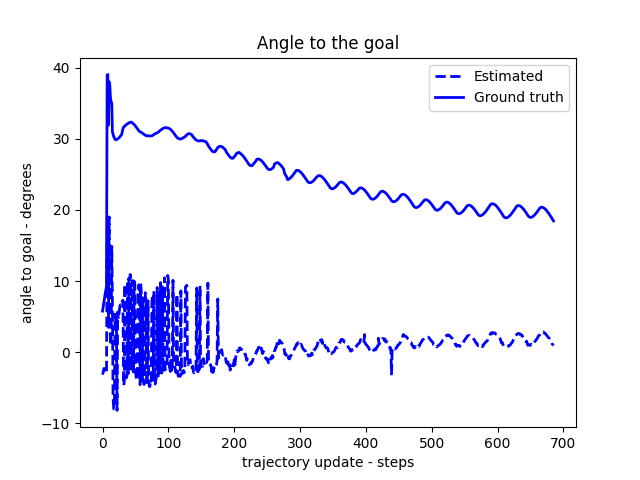 Angle to the goal
Estimated
Ground truth
angle to goal - degrees
40
30
20
10
0
−10
0 100 200 300 400 500 600 700
trajectory update - steps